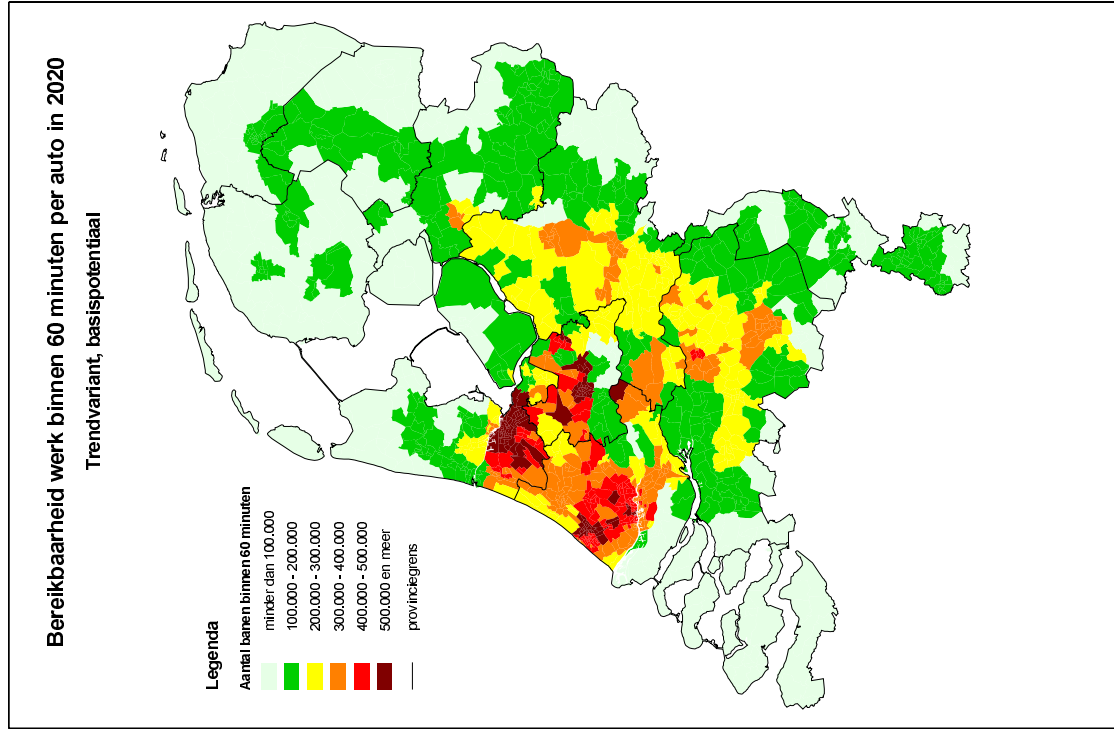 Bereikbaarheid werk binnen 60 minuten per auto in 2020
Trendvariant, basispotentiaal
Legenda
Aantal banen binnen 60 minuten
minder dan 100.000
100.000 - 200.000
200.000 - 300.000
300.000 - 400.000
400.000 - 500.000
500.000 en meer
provinciegrens